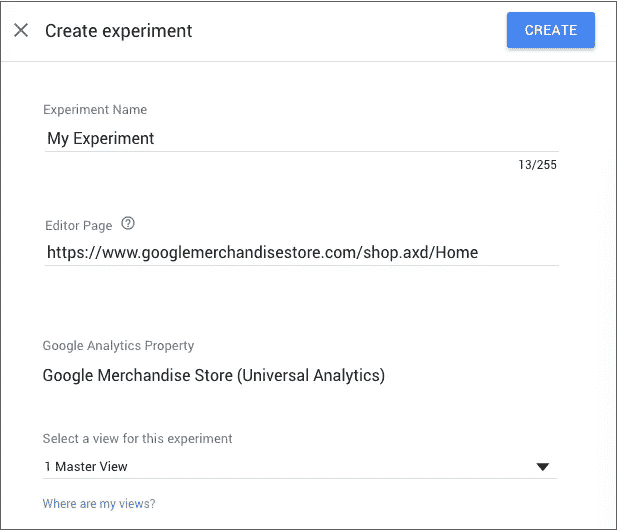 Create experiment
CREATE
Experiment Name
My Experiment
13/255
Editor Page
https://www.googlemerchandisestore.com/shop.axd/Home
Google Analytics Property
Google Merchandise Store (Universal Analytics)
Select a view for this experiment
1 Master View
Where are my views?